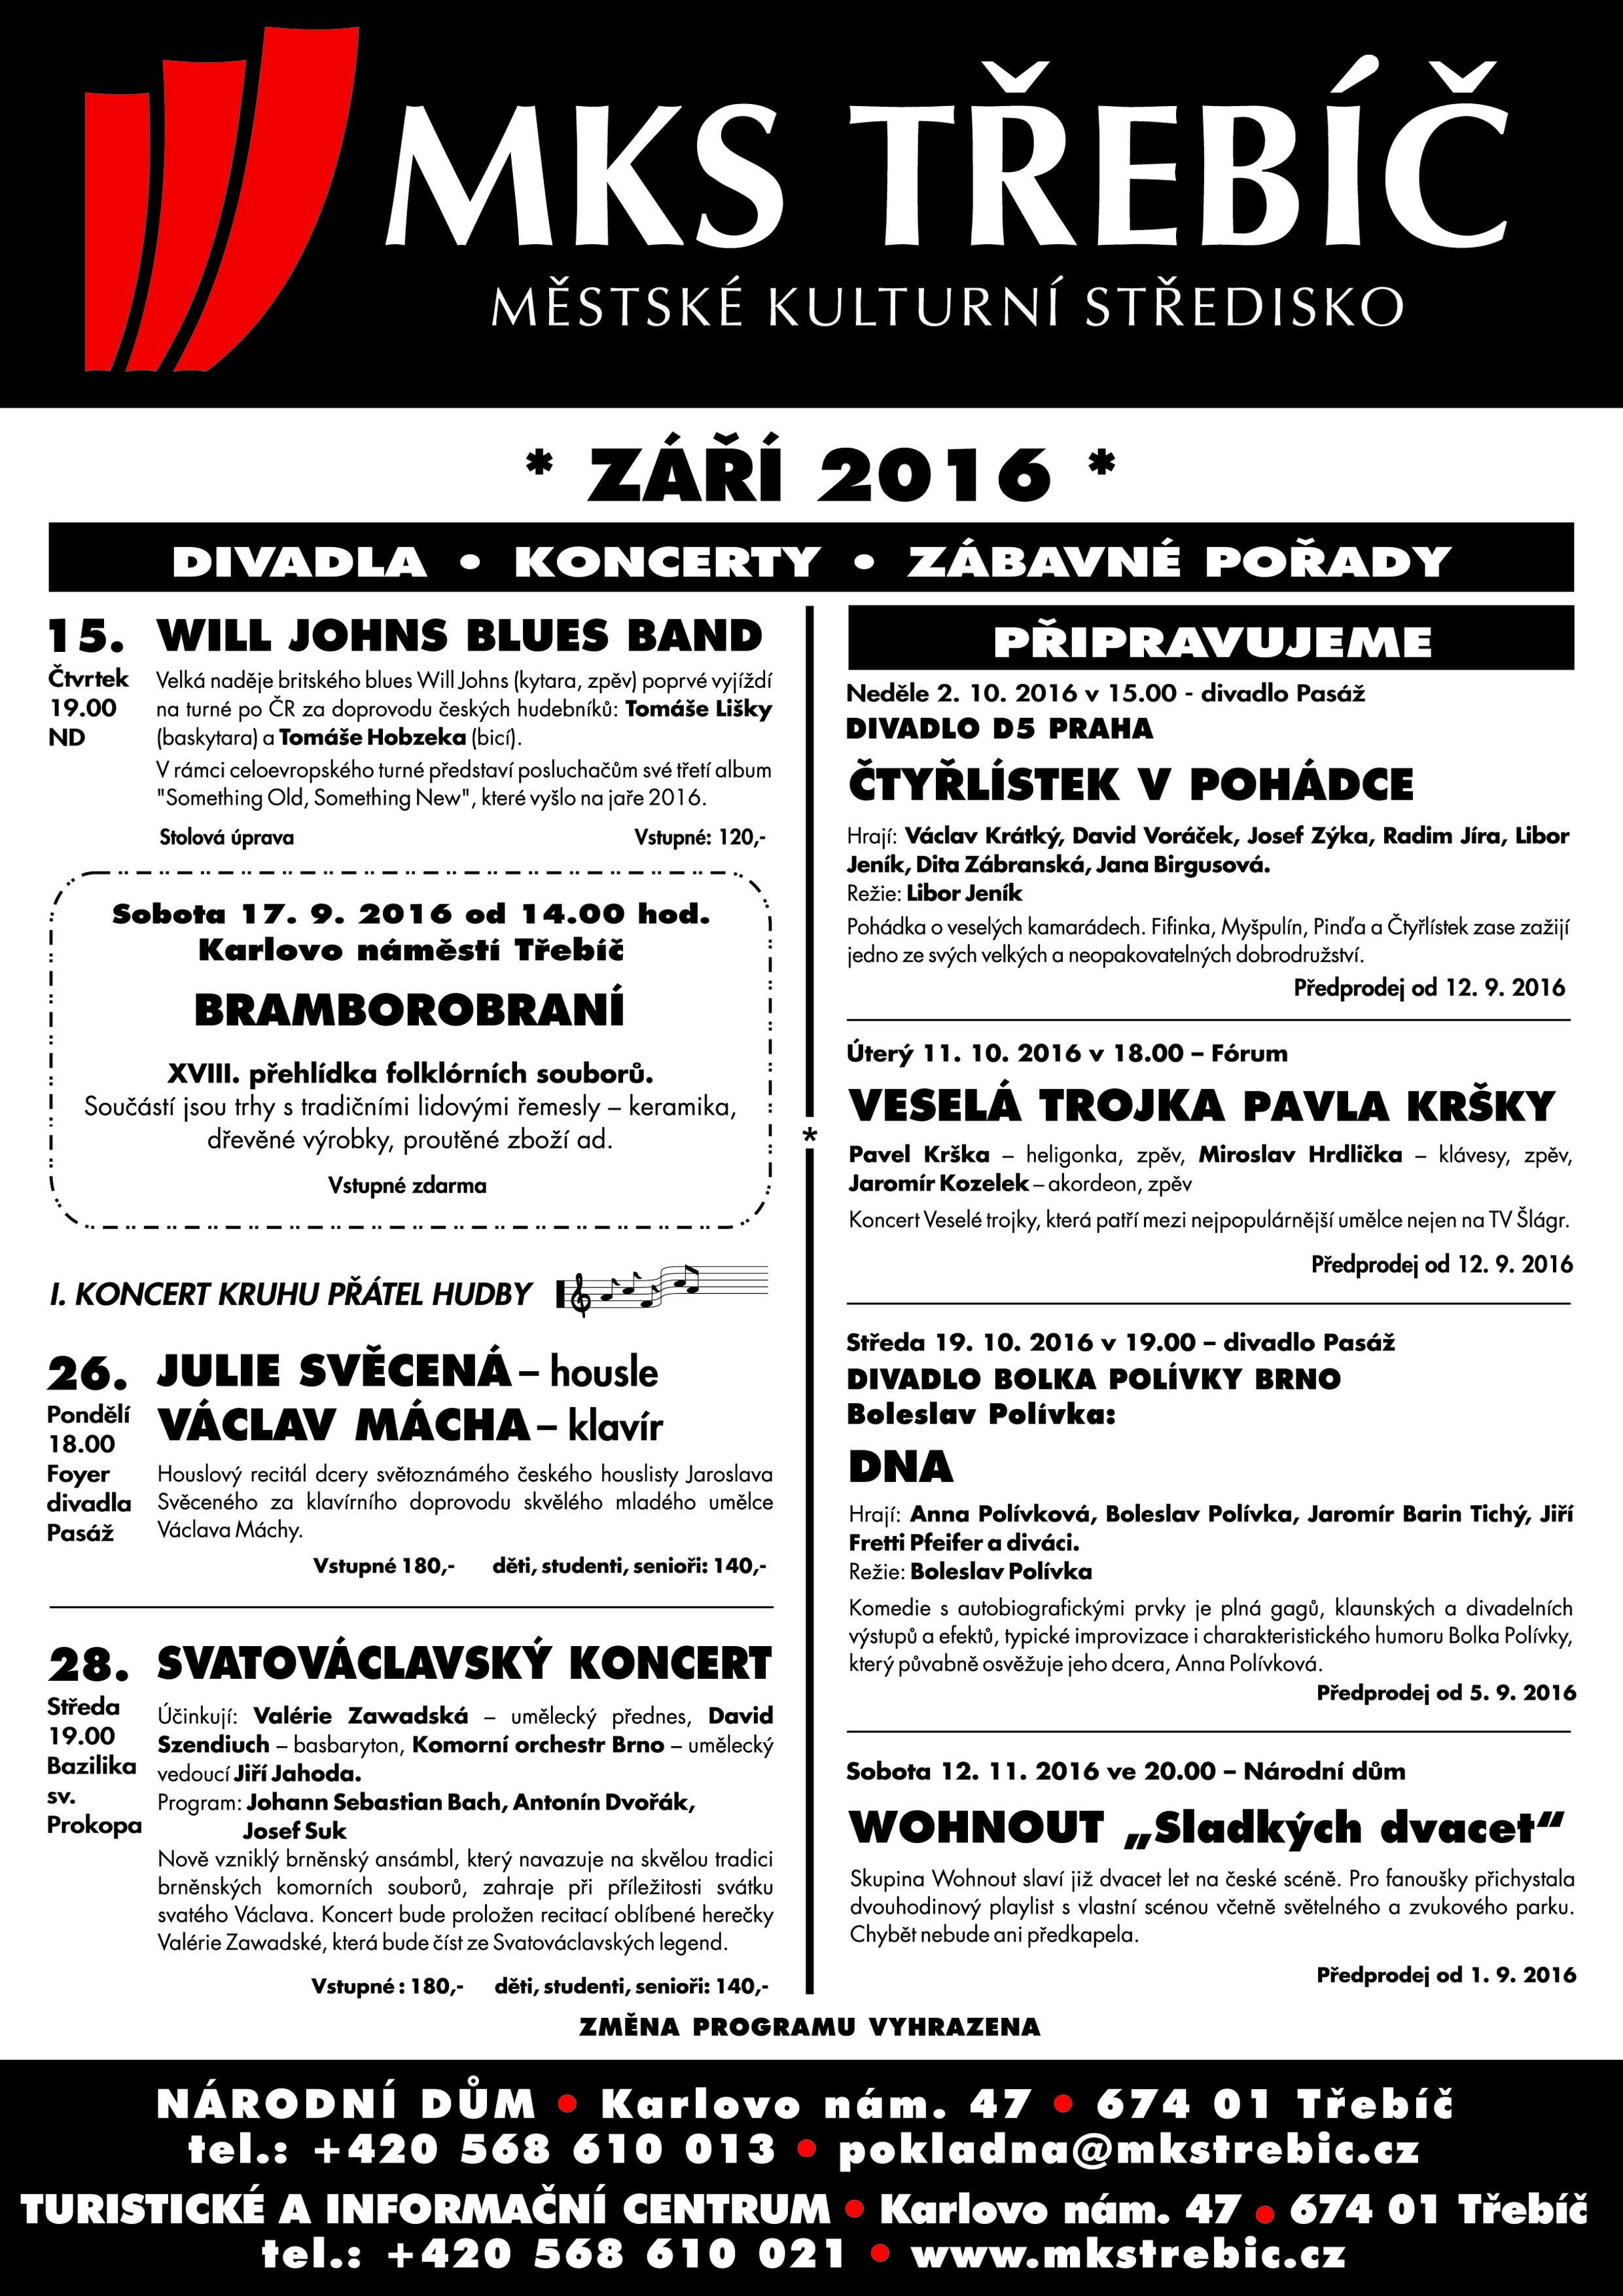 MKS TŘEBÍČ
MĚSTSKÉ KULTURNÍ STŘEDISKO
* ZÁŘÍ 2016 *
DIVADLA • KONCERTY • ZÁBAVNÉ POŘADY
15. WILL JOHNS BLUES BAND
Čtvrtek
19.00
ND
Velká naděje britského blues Will Johns (kytara, zpěv) poprvé vyjíždí
na turné po ČR za doprovodu českých hudebníků: Tomáše Lišky
(baskytara) a Tomáše Hobzeka (bicí).
V rámci celoevropského turné představí posluchačům své třetí album
"Something Old, Something New", které vyšlo na jaře 2016.
Stolová úprava Vstupné: 120,-
Sobota 17. 9. 2016 od 14.00 hod.
Karlovo náměstí Třebíč
BRAMBOROBRANÍ
XVIII. přehlídka folklórních souborů.
Součástí jsou trhy s tradičními lidovými řemesly – keramika,
dřevěné výrobky, proutěné zboží ad.
Vstupné zdarma
I. KONCERT KRUHU PŘÁTEL HUDBY
26. JULIE SVĚCENÁ – housle
VÁCLAV MÁCHA – klavír
Pondělí
18.00
Foyer
divadla
Pasáž
Houslový recitál dcery světoznámého českého houslisty Jaroslava
Svěceného za klavírního doprovodu skvělého mladého umělce
Václava Máchy.
Vstupné 180,- děti, studenti, senioři: 140,-
28. SVATOVÁCLAVSKÝ KONCERT
Středa
19.00
Bazilika
sv.
Prokopa
Účinkují: Valérie Zawadská – umělecký přednes, David
Szendiuch – basbaryton, Komorní orchestr Brno – umělecký
vedoucí Jiří Jahoda.
Program: Johann Sebastian Bach, Antonín Dvořák,
Josef Suk
Nově vzniklý brněnský ansámbl, který navazuje na skvělou tradici
brněnských komorních souborů, zahraje při příležitosti svátku
svatého Václava. Koncert bude proložen recitací oblíbené herečky
Valérie Zawadské, která bude číst ze Svatováclavských legend.
Vstupné : 180,- děti, studenti, senioři: 140,-
*
PŘIPRAVUJEME
Neděle 2. 10. 2016 v 15.00 - divadlo Pasáž
DIVADLO D5 PRAHA
ČTYŘLÍSTEK V POHÁDCE
Hrají: Václav Krátký, David Voráček, Josef Zýka, Radim Jíra, Libor
Jeník, Dita Zábranská, Jana Birgusová.
Režie: Libor Jeník
Pohádka o veselých kamarádech. Fifinka, Myšpulín, Pinďa a Čtyřlístek zase zažijí
jedno ze svých velkých a neopakovatelných dobrodružství.
Předprodej od 12. 9. 2016
Úterý 11. 10. 2016 v 18.00 – Fórum
VESELÁ TROJKA PAVLA KRŠKY
Pavel Krška – heligonka, zpěv, Miroslav Hrdlička – klávesy, zpěv,
Jaromír Kozelek – akordeon, zpěv
Koncert Veselé trojky, která patří mezi nejpopulárnější umělce nejen na TV Šlágr.
Předprodej od 12. 9. 2016
Středa 19. 10. 2016 v 19.00 – divadlo Pasáž
DIVADLO BOLKA POLÍVKY BRNO
Boleslav Polívka:
DNA
Hrají: Anna Polívková, Boleslav Polívka, Jaromír Barin Tichý, Jiří
Fretti Pfeifer a diváci.
Režie: Boleslav Polívka
Komedie s autobiografickými prvky je plná gagů, klaunských a divadelních
výstupů a efektů, typické improvizace i charakteristického humoru Bolka Polívky,
který půvabně osvěžuje jeho dcera, Anna Polívková.
Předprodej od 5. 9. 2016
Sobota 12. 11. 2016 ve 20.00 – Národní dům
WOHNOUT „Sladkých dvacet“
Skupina Wohnout slaví již dvacet let na české scéně. Pro fanoušky přichystala
dvouhodinový playlist s vlastní scénou včetně světelného a zvukového parku.
Chybět nebude ani předkapela.
Předprodej od 1. 9. 2016
ZMĚNA PROGRAMU VYHRAZENA
NÁRODNÍ DŮM • Karlovo nám. 47 • 674 01 Třebíč
tel.: +420 568 610 013 • pokladna@mkstrebic.cz
TURISTICKÉ A INFORMAČNÍ CENTRUM • Karlovo nám. 47 • 674 01 Třebíč
tel.: +420 568 610 021 • www.mkstrebic.cz